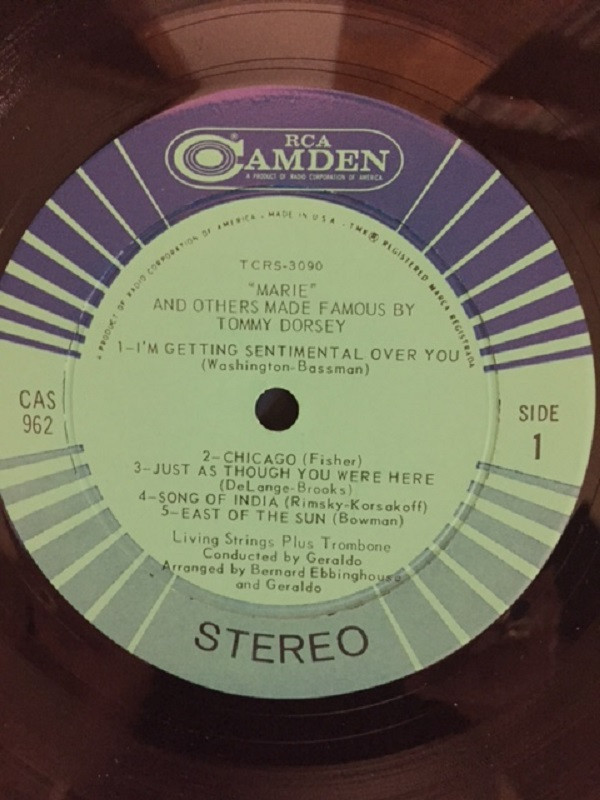 RCA
CAMDEN
®
A PRODUCT OF RADIO CORPORATION OF AMERICA
• A PRODUCT OF RADIO CORPORATION OF AMERICA - MADE IN U.S.A. - TMK ® REGISTERED MARCA REGISTRADA
TCRS-3090
"MARIE"
AND OTHERS MADE FAMOUS BY
TOMMY DORSEY
1-I'M GETTING SENTIMENTAL OVER YOU
(Washington-Bassman)
CAS
962
SIDE
1
2-CHICAGO (Fisher)
3-JUST AS THOUGH YOU WERE HERE
(DeLange-Brooks)
4-SONG OF INDIA (Rimsky-Korsakoff)
5-EAST OF THE SUN (Bowman)
Living Strings Plus Trombone
Conducted by Geraldo
Arranged by Bernard Ebbinghouse
and Geraldo
STEREO